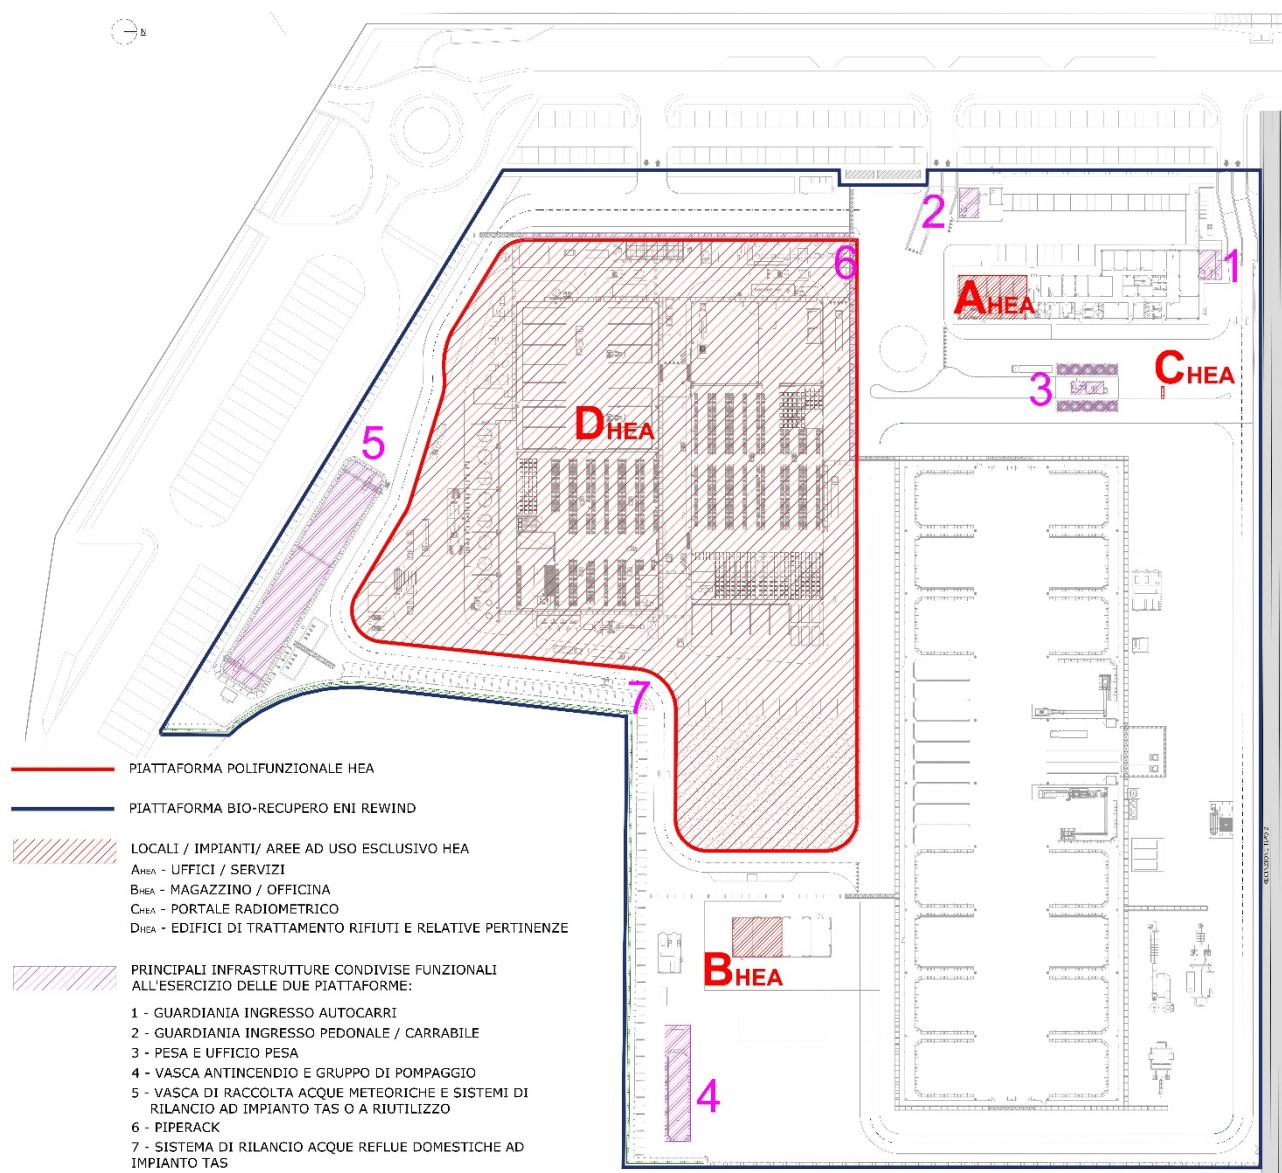 N
2
6
1
AHEA
CHEA
3
DHEA
5
7
PIATTAFORMA POLIFUNZIONALE HEA
PIATTAFORMA BIO-RECUPERO ENI REWIND
LOCALI / IMPIANTI/ AREE AD USO ESCLUSIVO HEA
AHEA - UFFICI / SERVIZI
BHEA - MAGAZZINO / OFFICINA
CHEA - PORTALE RADIOMETRICO
DHEA - EDIFICI DI TRATTAMENTO RIFIUTI E RELATIVE PERTINENZE
BHEA
PRINCIPALI INFRASTRUTTURE CONDIVISE FUNZIONALI
ALL'ESERCIZIO DELLE DUE PIATTAFORME:
1 - GUARDIANIA INGRESSO AUTOCARRI
2 - GUARDIANIA INGRESSO PEDONALE / CARRABILE
3 - PESA E UFFICIO PESA
4 - VASCA ANTINCENDIO E GRUPPO DI POMPAGGIO
5 - VASCA DI RACCOLTA ACQUE METEORICHE E SISTEMI DI
RILANCIO AD IMPIANTO TAS O A RIUTILIZZO
6 - PIPERACK
7 - SISTEMA DI RILANCIO ACQUE REFLUE DOMESTICHE AD
IMPIANTO TAS
4
RECINZIONE TIPO 2